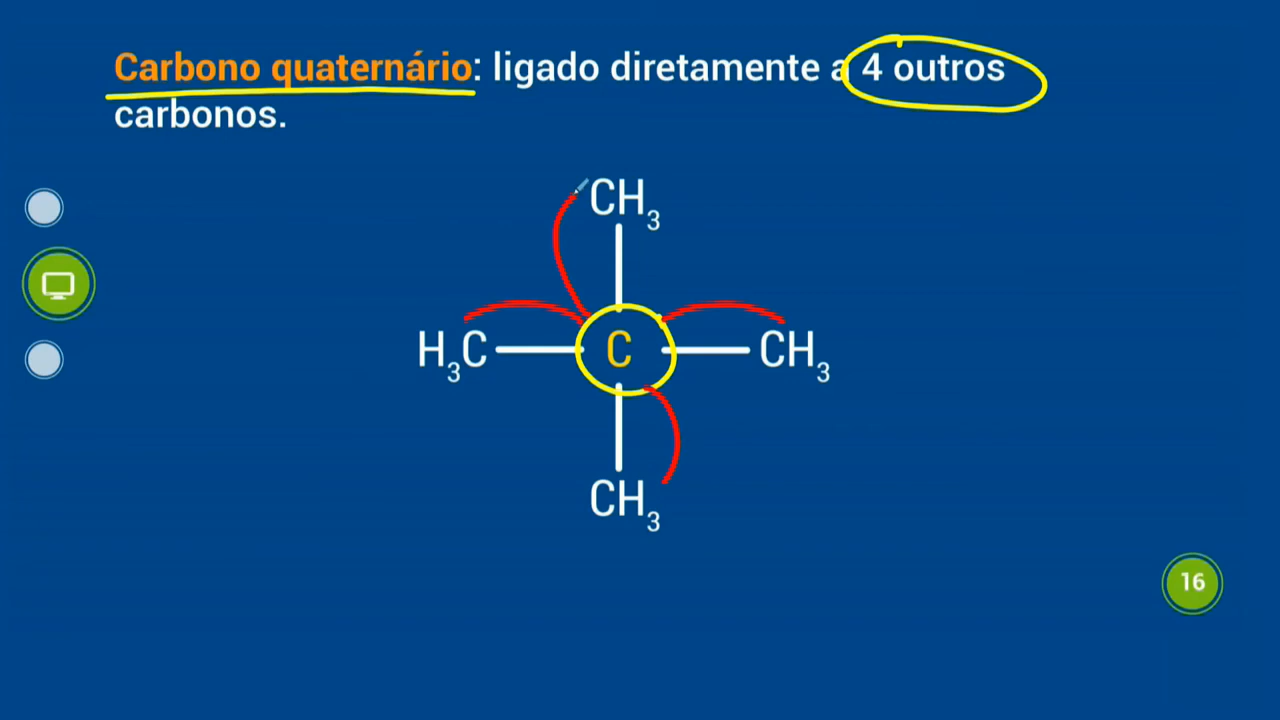 Carbono quaternário: ligado diretamente a 4 outros
carbonos.
CH₃
H₃C C CH₃
CH₃
16